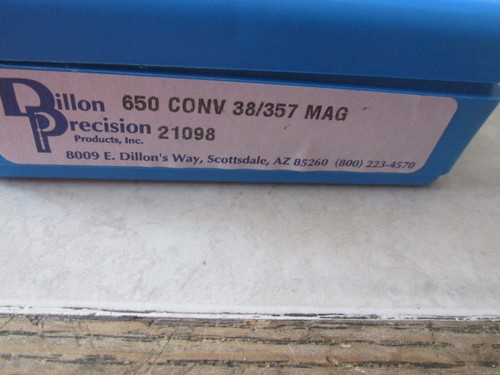 Dillon 650 CONV 38/357 MAG
Precision 21098
Products, Inc.
8009 E. Dillon's Way, Scottsdale, AZ 85260 (800) 223-4570